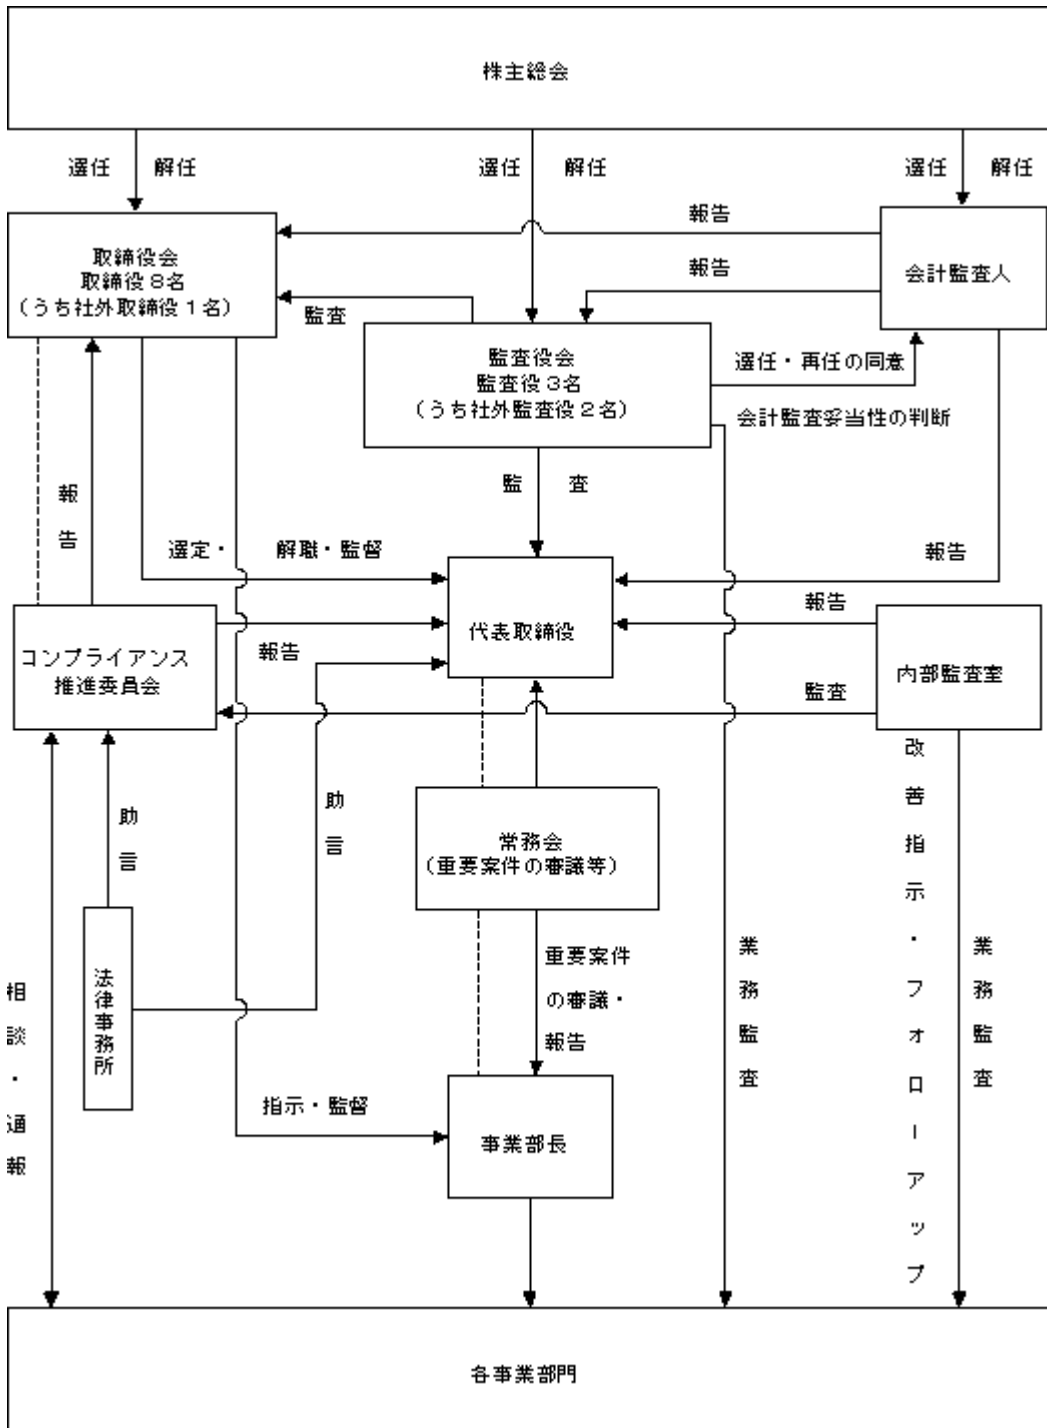 株主総会
選任 解任
選任 解任
選任 解任
報告
取締役会
取締役８名
（うち社外取締役１名）
会計監査人
報告
監査
監査役会
監査役３名
（うち社外監査役２名）
選任・再任の同意
会計監査妥当性の判断
監 査
報告
選定・ 解職・監督
報告
報告
代表取締役
報告
コンプライアンス
推進委員会
内部監査室
監査
改善指示・フォローアップ
助言
助言
常務会
（重要案件の審議等）
業務監査
業務監査
重要案件
の審議・
報告
法律事務所
相談・通報
指示・監督
事業部長
各事業部門